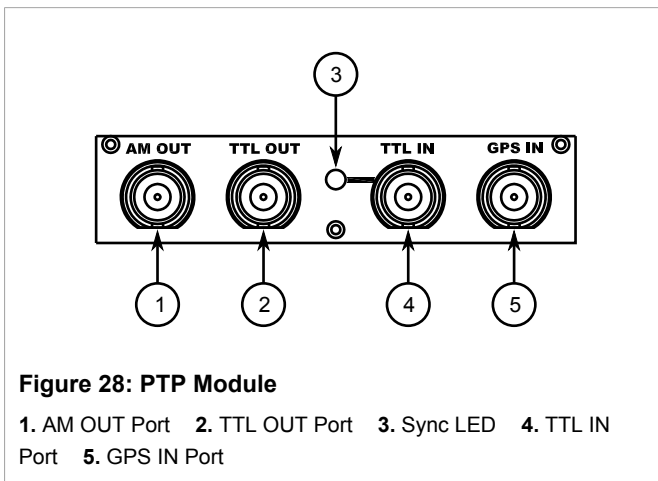 3
AM OUT TTL OUT TTL IN GPS IN
1 2 4 5
Figure 28: PTP Module
1. AM OUT Port 2. TTL OUT Port 3. Sync LED 4. TTL IN
Port 5. GPS IN Port